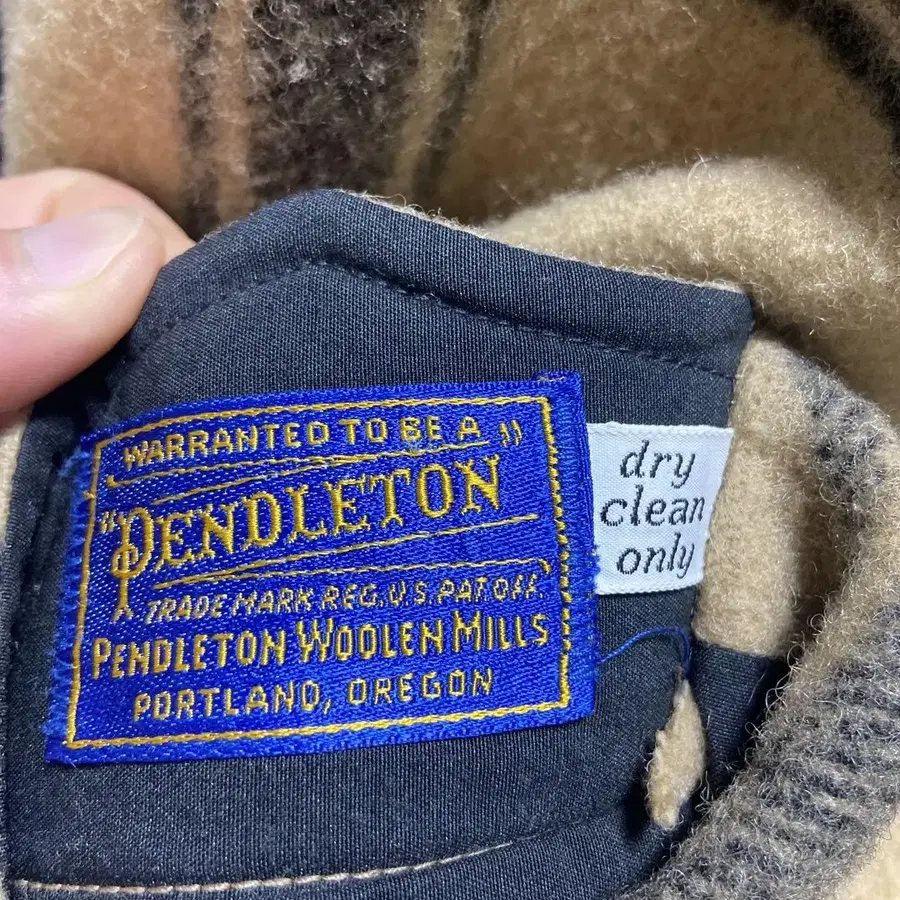 WARRANTED TO BE A
"PENDLETON"
TRADE MARK REG. U.S. PAT. OFF.
PENDLETON WOOLEN MILLS
PORTLAND, OREGON
dry
clean
only